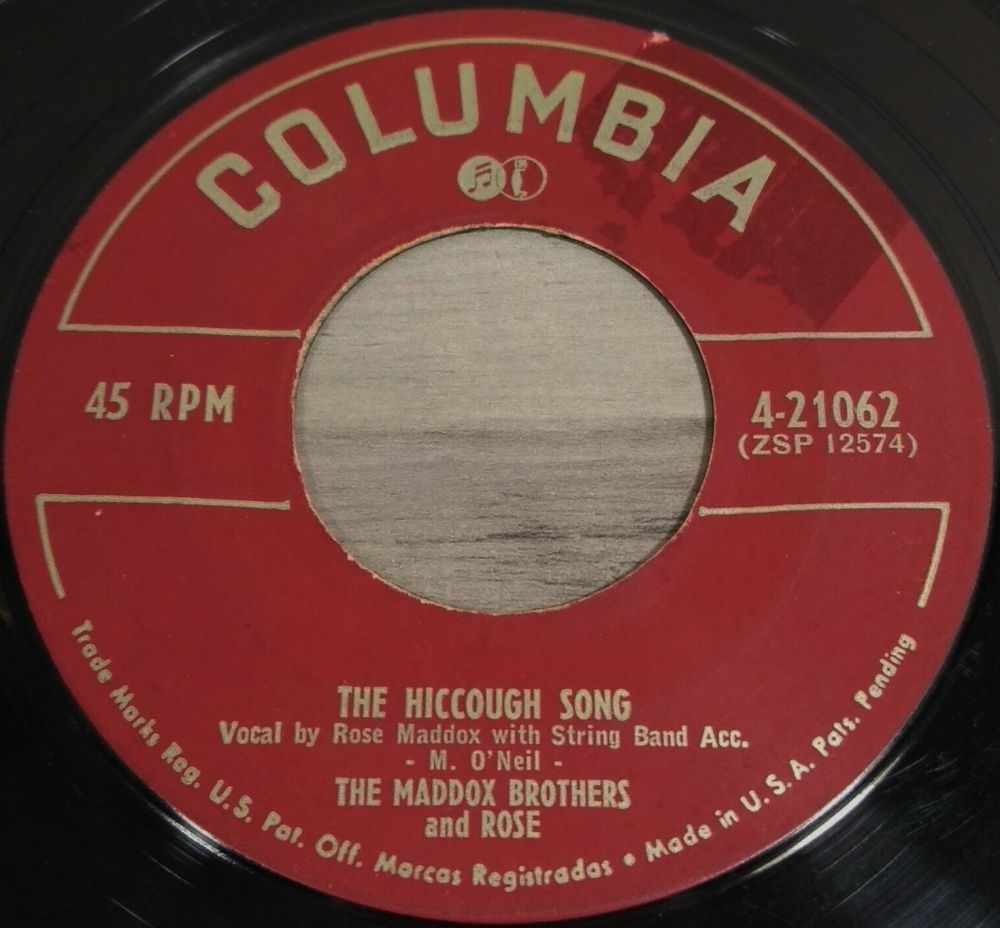 COLUMBIA
45 RPM
4-21062
(ZSP 12574)
THE HICCOUGH SONG
Vocal by Rose Maddox with String Band Acc.
- M. O'Neil -
THE MADDOX BROTHERS
and ROSE
Trade Marks Reg. U.S. Pat. Off. Marcas Registradas • Made in U.S.A. Pats. Pending